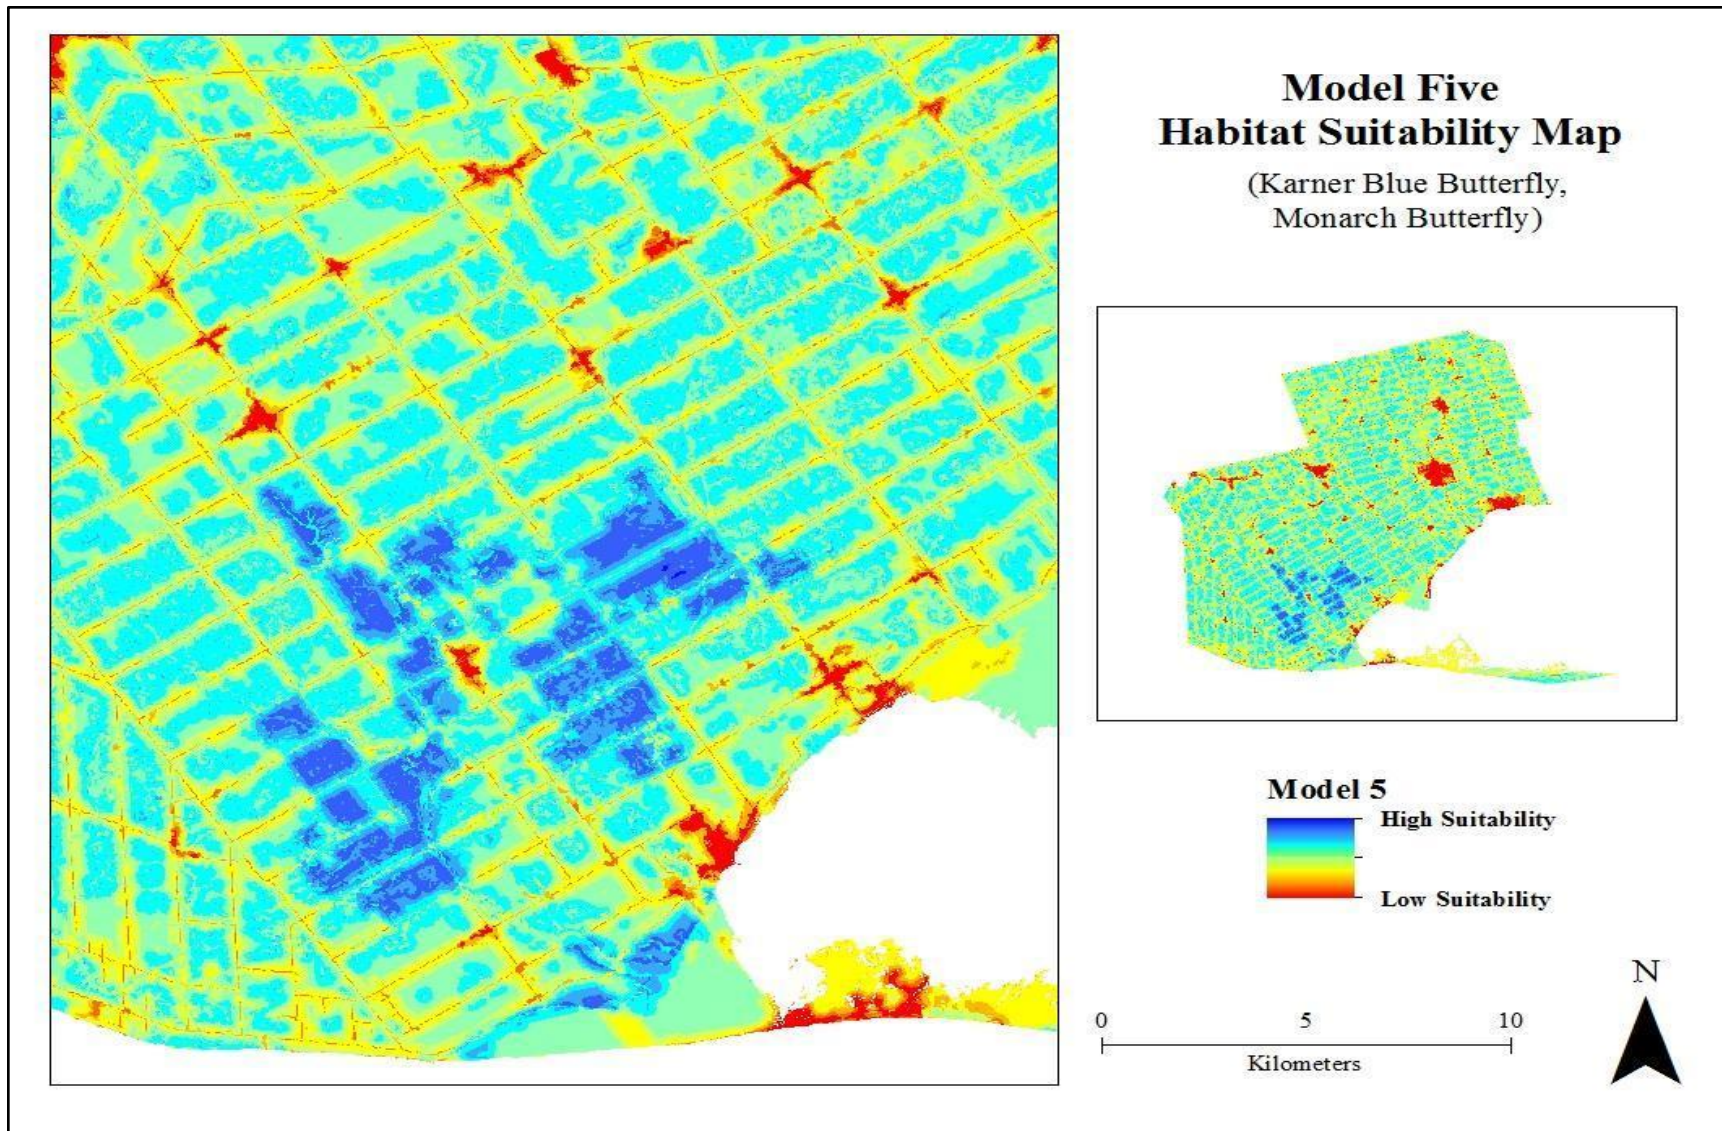 Model Five
Habitat Suitability Map
(Karner Blue Butterfly,
Monarch Butterfly)
Model 5
High Suitability
Low Suitability
N
0 5 10
Kilometers